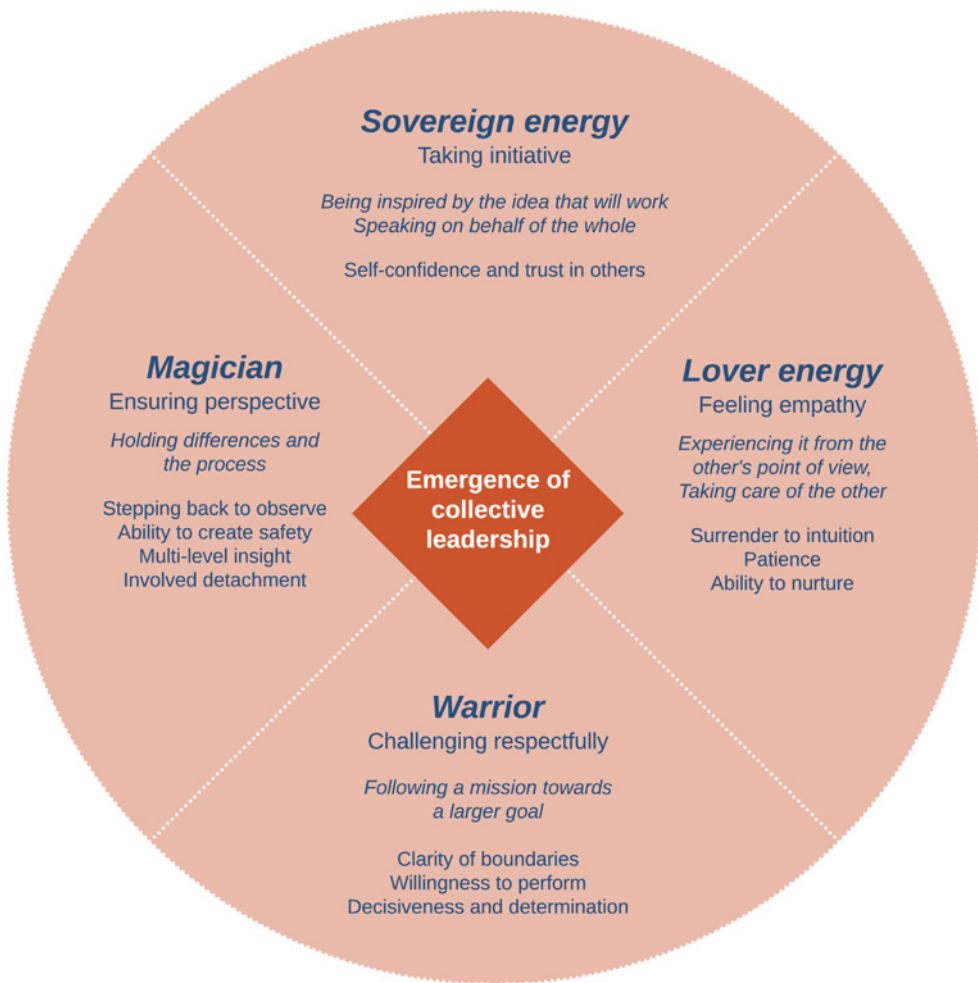 Sovereign energy
Taking initiative
Being inspired by the idea that will work
Speaking on behalf of the whole
Self-confidence and trust in others
Magician
Ensuring perspective
Holding differences and
the process
Stepping back to observe
Ability to create safety
Multi-level insight
Involved detachment
Emergence of
collective
leadership
Lover energy
Feeling empathy
Experiencing it from the
other's point of view,
Taking care of the other
Surrender to intuition
Patience
Ability to nurture
Warrior
Challenging respectfully
Following a mission towards
a larger goal
Clarity of boundaries
Willingness to perform
Decisiveness and determination